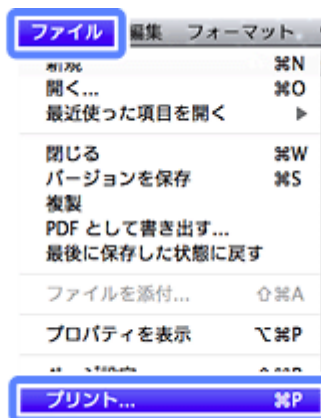 ファイル 編集 フォーマット
新規 ⌘N
開く... ⌘O
最近使った項目を開く ▶
閉じる ⌘W
バージョンを保存 ⌘S
複製
PDF として書き出す...
最後に保存した状態に戻す
ファイルを添付... ⇧⌘A
プロパティを表示 ⌥⌘P
プリント... ⌘P